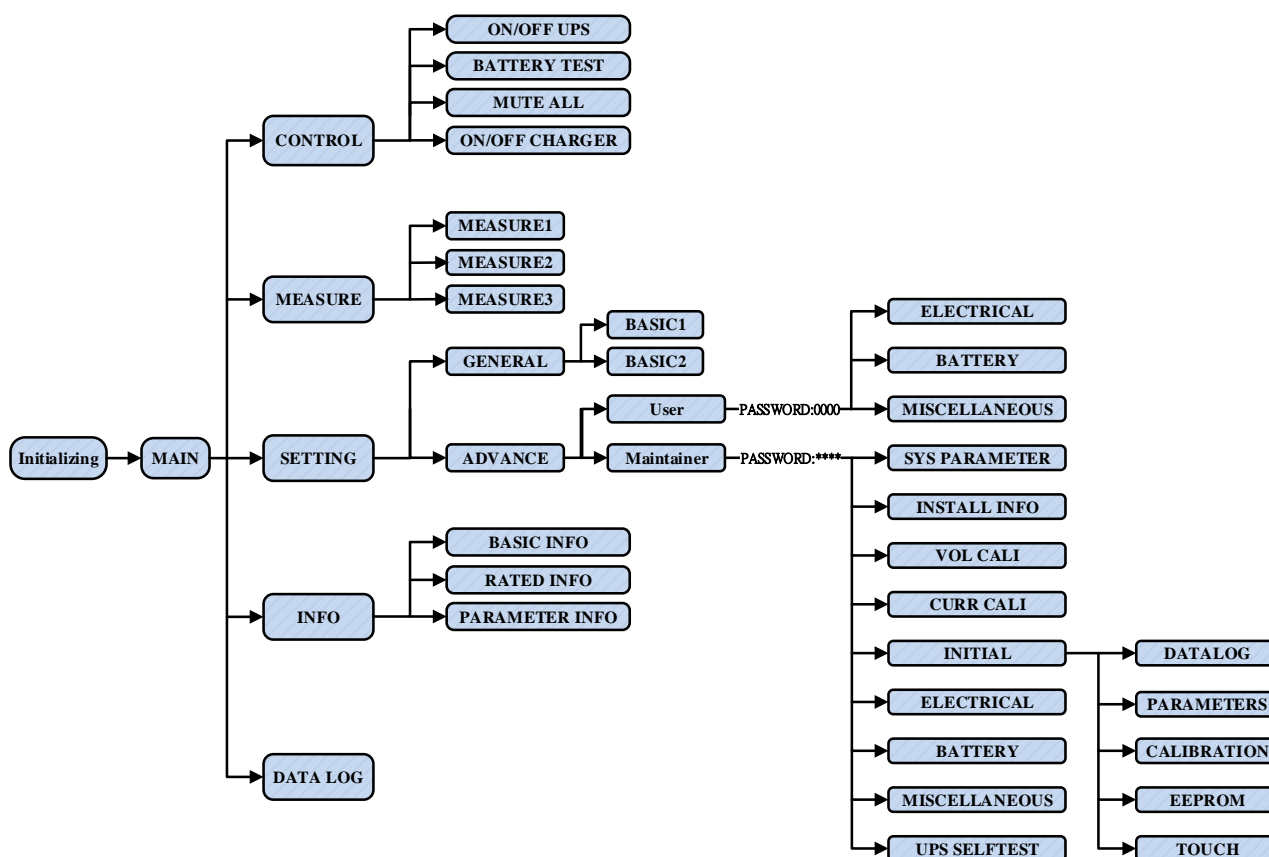 Initializing
MAIN
CONTROL
ON/OFF UPS
BATTERY TEST
MUTE ALL
ON/OFF CHARGER
MEASURE
MEASURE1
MEASURE2
MEASURE3
SETTING
GENERAL
BASIC1
BASIC2
ADVANCE
User
PASSWORD:0000
ELECTRICAL
BATTERY
MISCELLANEOUS
Maintainer
PASSWORD:****
SYS PARAMETER
INSTALL INFO
VOL CALI
CURR CALI
INITIAL
DATALOG
PARAMETERS
CALIBRATION
EEPROM
TOUCH
ELECTRICAL
BATTERY
MISCELLANEOUS
UPS SELFTEST
INFO
BASIC INFO
RATED INFO
PARAMETER INFO
DATA LOG